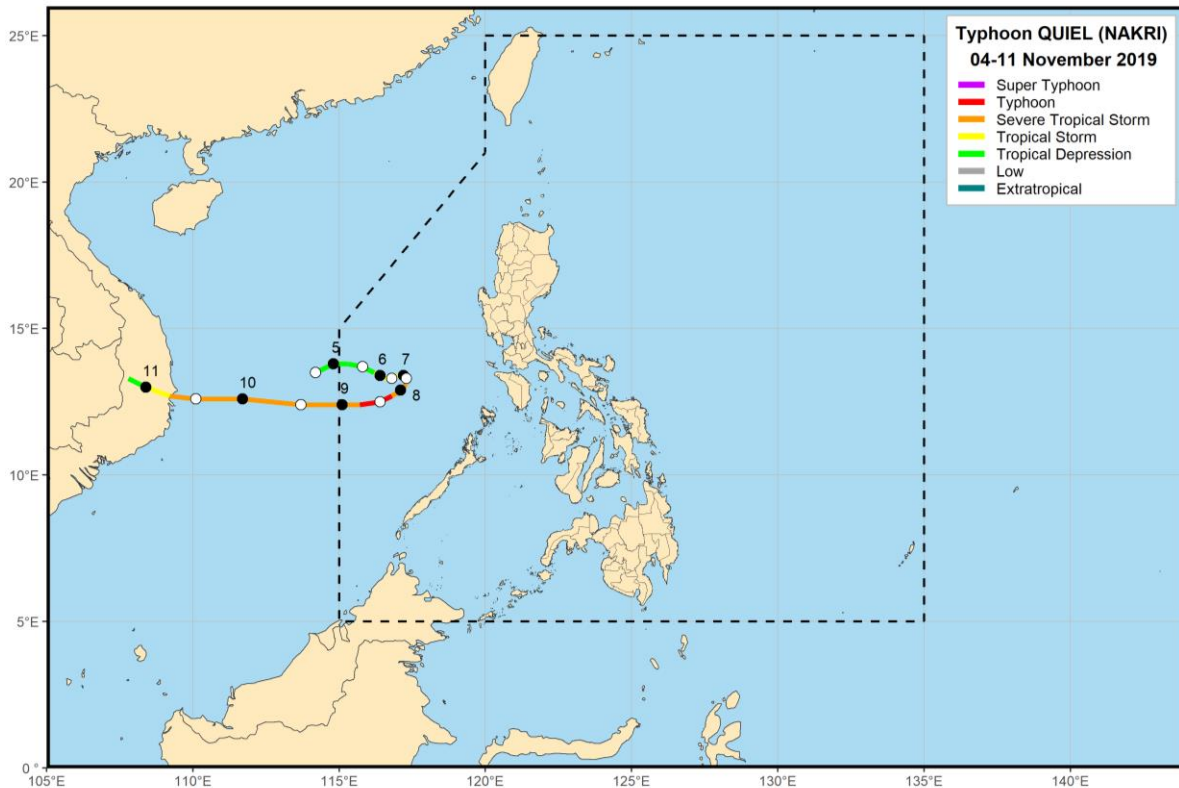 Typhoon QUIEL (NAKRI)
04-11 November 2019
Super Typhoon
Typhoon
Severe Tropical Storm
Tropical Storm
Tropical Depression
Low
Extratropical
25°E
20°E
15°E
5
6
7
11
10
9
8
10°E
5°E
0 °
105°E
110°E
115°E
120°E
125°E
130°E
135°E
140°E